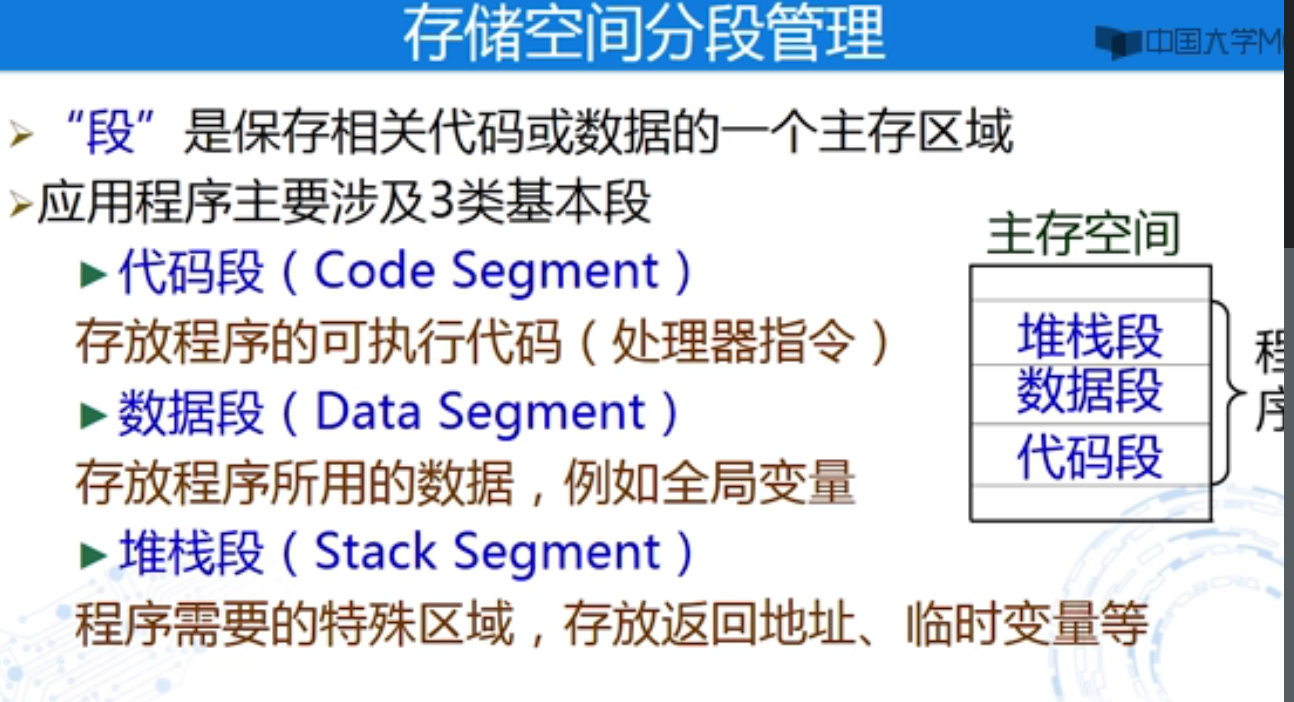 存储空间分段管理
中国大学M
“段”是保存相关代码或数据的一个主存区域
应用程序主要涉及3类基本段
代码段（Code Segment）
存放程序的可执行代码（处理器指令）
数据段（Data Segment）
存放程序所用的数据，例如全局变量
堆栈段（Stack Segment）
程序需要的特殊区域，存放返回地址、临时变量等
主存空间
堆栈段
数据段
代码段
程
序